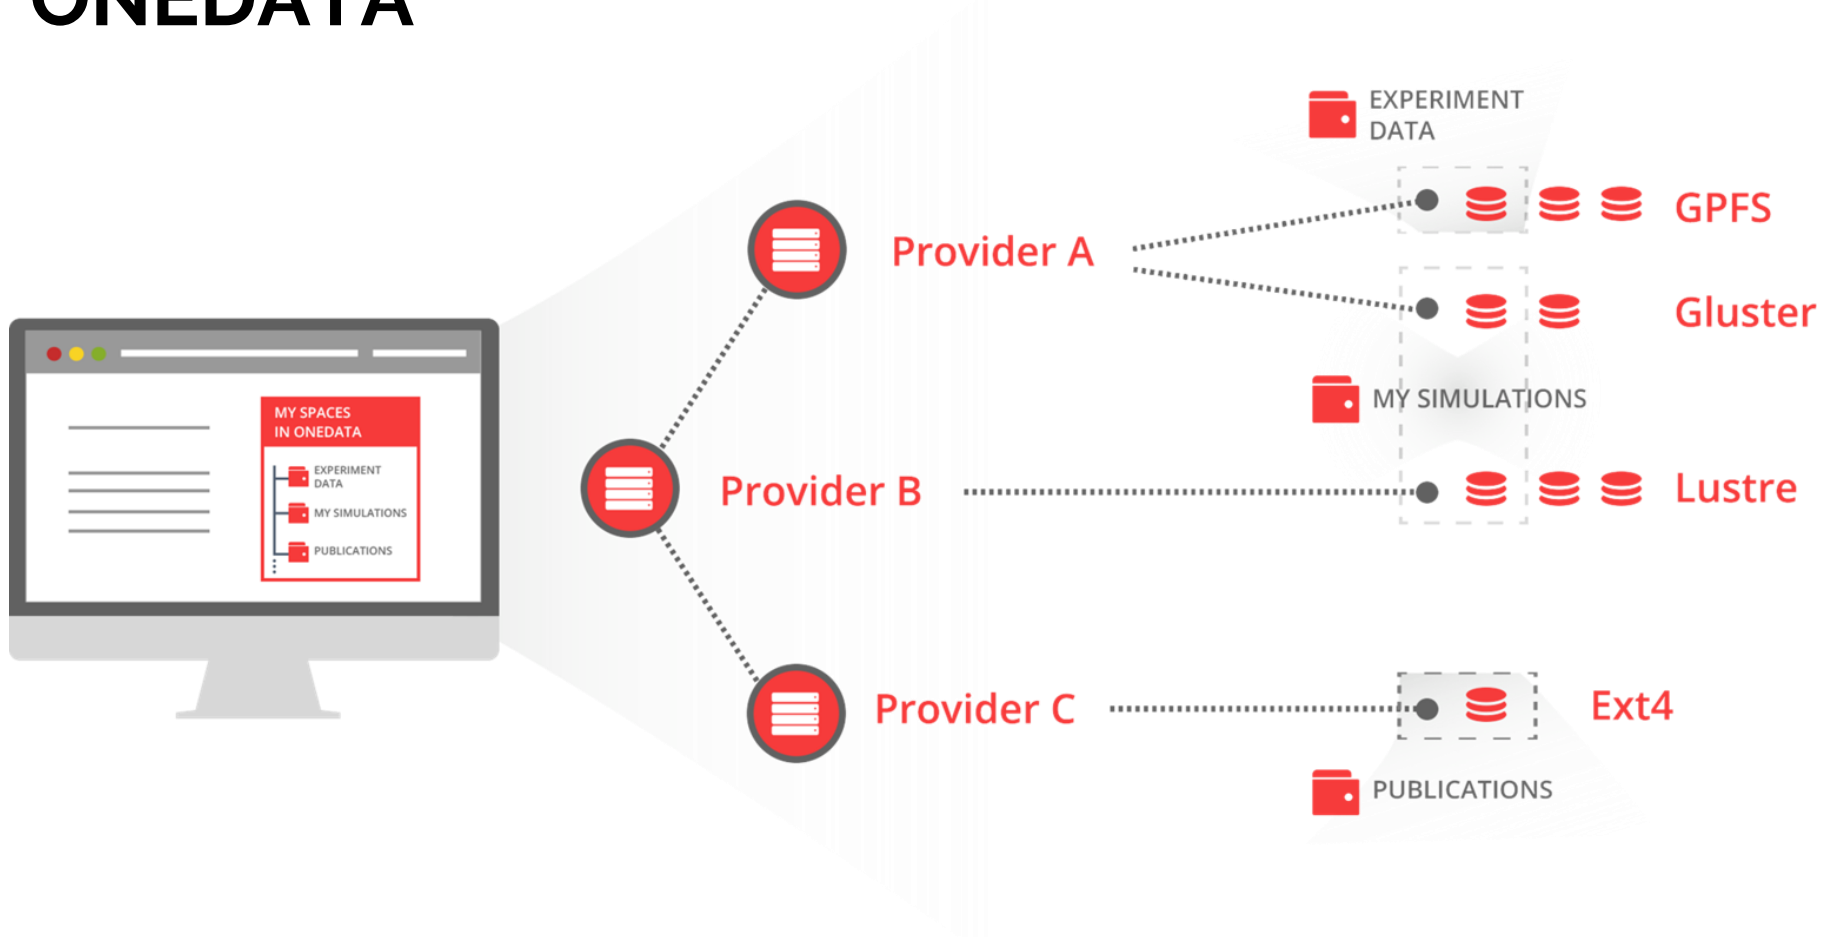 ONEDATA
EXPERIMENT
DATA
GPFS
Provider A
Gluster
MY SPACES
IN ONEDATA
EXPERIMENT
DATA
MY SIMULATIONS
PUBLICATIONS
MY SIMULATIONS
Provider B
Lustre
Provider C
Ext4
PUBLICATIONS